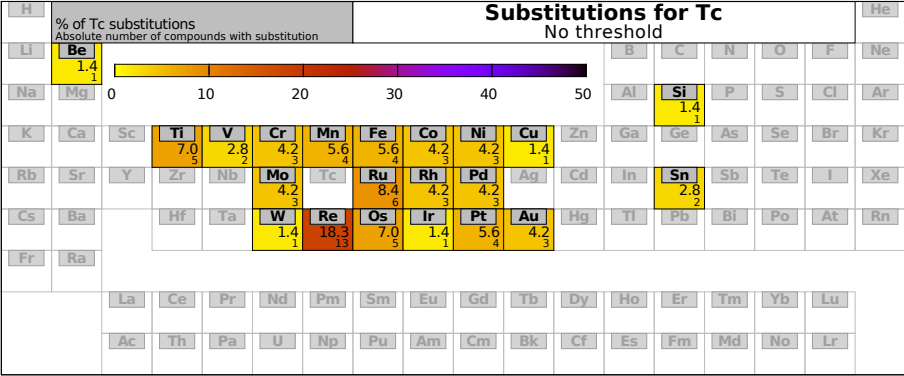 H He
% of Tc substitutions
Absolute number of compounds with substitution
Substitutions for Tc
No threshold
Li Be B C N O F Ne
1.4
1
0 10 20 30 40 50
Na Mg Al Si P S Cl Ar
1.4
1
K Ca Sc Ti V Cr Mn Fe Co Ni Cu Zn Ga Ge As Se Br Kr
7.0 2.8 4.2 5.6 5.6 4.2 4.2 1.4
5 2 3 4 4 3 3 1
Rb Sr Y Zr Nb Mo Tc Ru Rh Pd Ag Cd In Sn Sb Te I Xe
4.2 8.4 4.2 4.2 2.8
3 6 3 3 2
Cs Ba Hf Ta W Re Os Ir Pt Au Hg Tl Pb Bi Po At Rn
1.4 18.3 7.0 1.4 5.6 4.2
1 13 5 1 4 3
Fr Ra
La Ce Pr Nd Pm Sm Eu Gd Tb Dy Ho Er Tm Yb Lu
Ac Th Pa U Np Pu Am Cm Bk Cf Es Fm Md No Lr